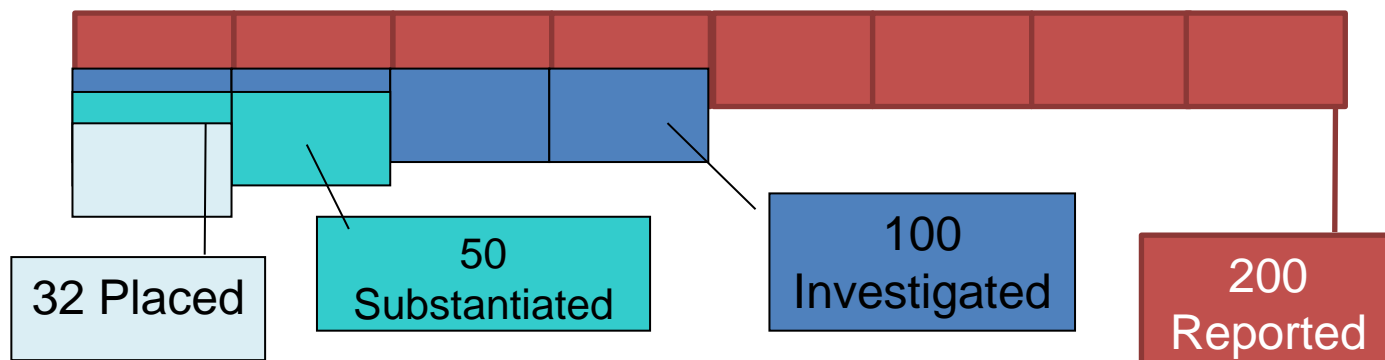 32 Placed
50
Substantiated
100
Investigated
200
Reported